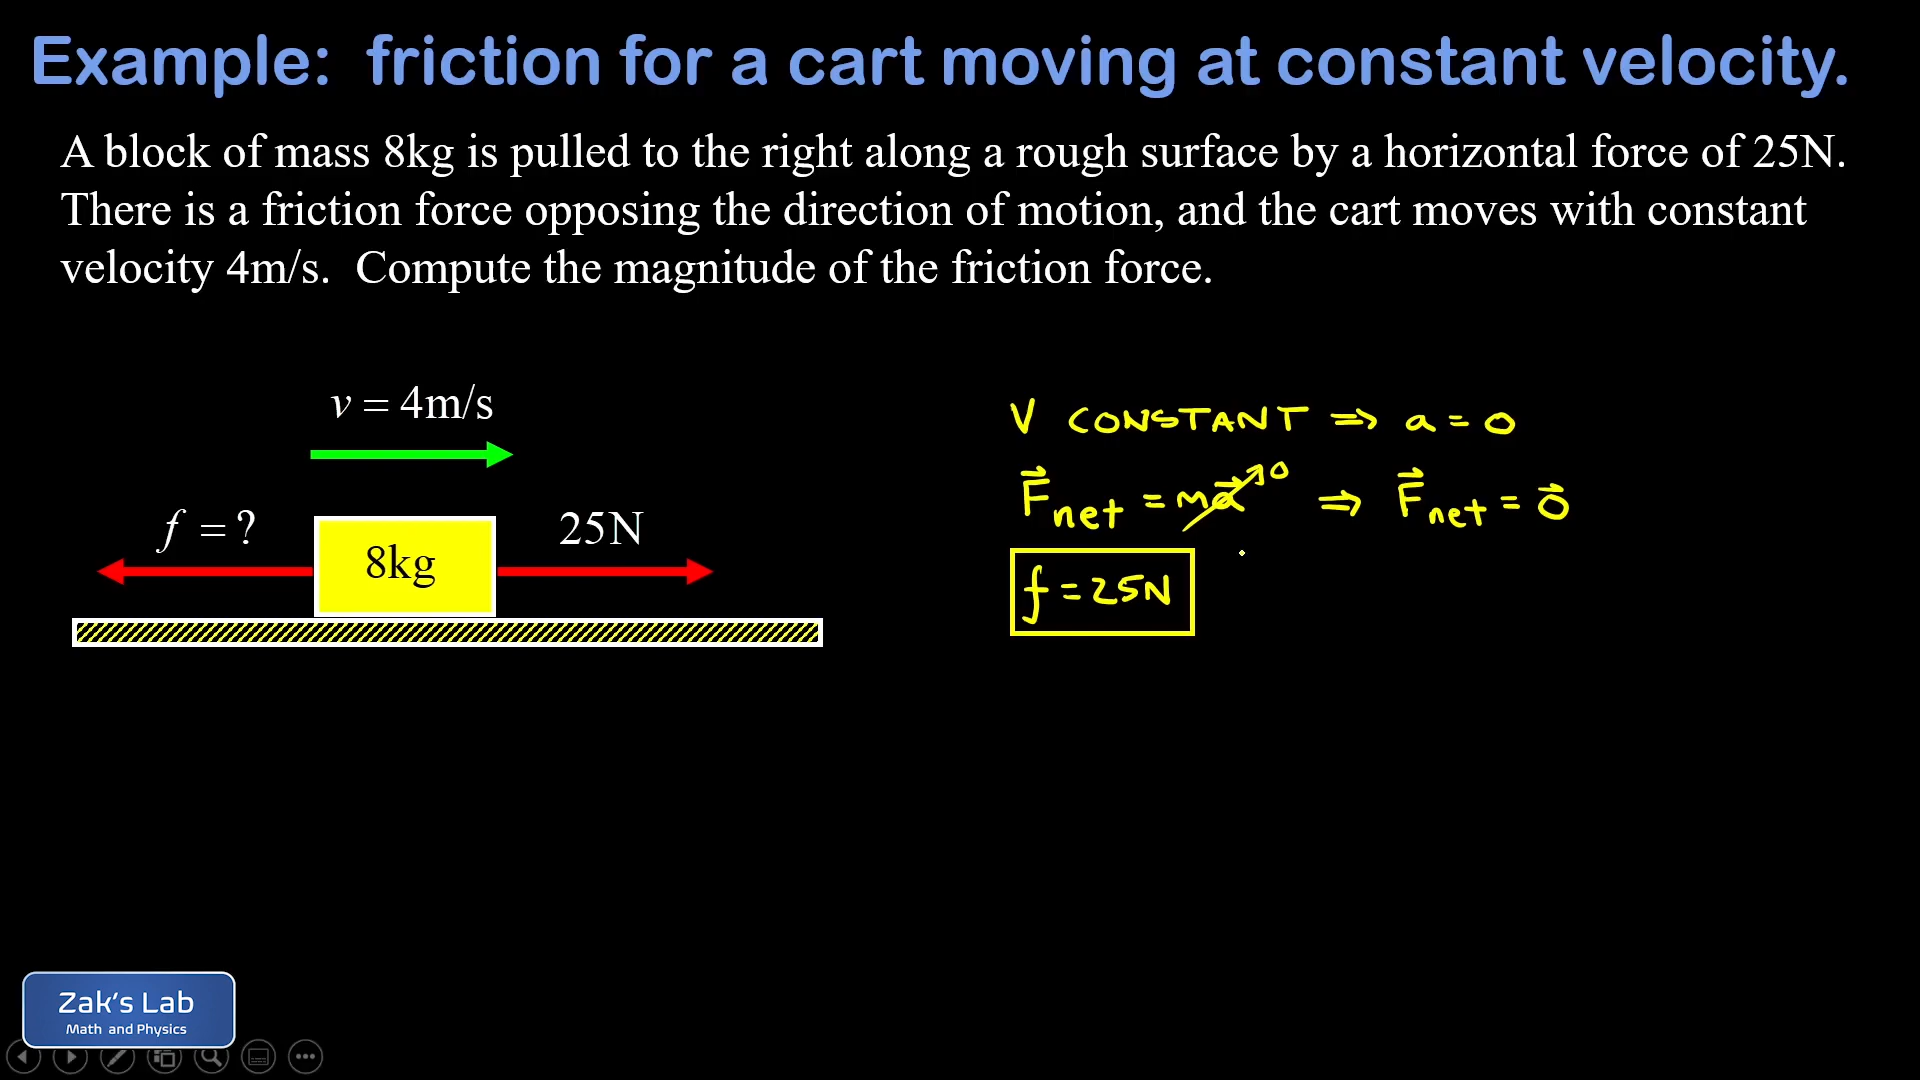 Example: friction for a cart moving at constant velocity.
A block of mass 8kg is pulled to the right along a rough surface by a horizontal force of 25N.
There is a friction force opposing the direction of motion, and the cart moves with constant
velocity 4m/s. Compute the magnitude of the friction force.
v = 4m/s
f = ?
8kg
25N
V CONSTANT ⇒ a = 0
F⃗net = ma⃗ 0 ⇒ F⃗net = 0⃗
f = 25N
Zak's Lab
Math and Physics